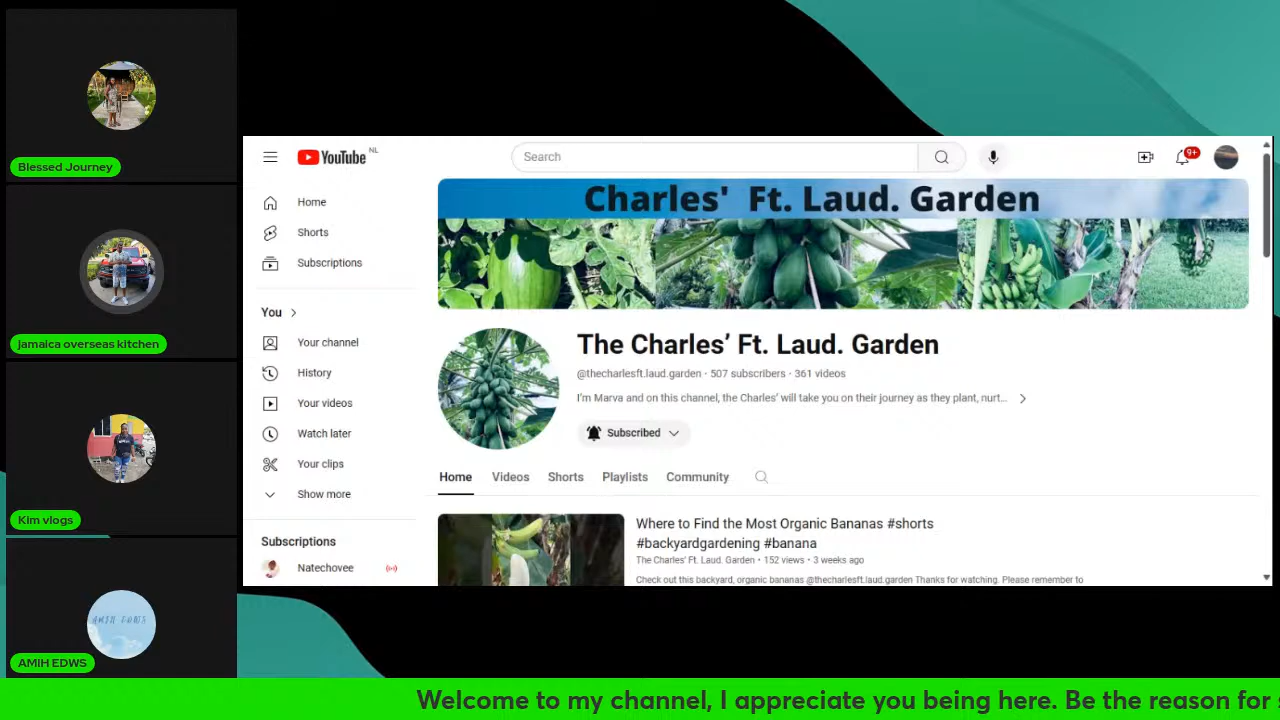 Blessed Journey
jamaica overseas kitchen
Kim vlogs
AMIH EDWS
YouTube NL
Search
9+
Home
Shorts
Subscriptions
You
Your channel
History
Your videos
Watch later
Your clips
Show more
Subscriptions
Natechovee
Charles' Ft. Laud. Garden
The Charles’ Ft. Laud. Garden
@thecharlesft.laud.garden · 507 subscribers · 361 videos
I'm Marva and on this channel, the Charles' will take you on their journey as they plant, nurt...
Subscribed
Home Videos Shorts Playlists Community
Where to Find the Most Organic Bananas #shorts
#backyardgardening #banana
The Charles' Ft. Laud. Garden • 152 views • 3 weeks ago
Check out this backyard, organic bananas @thecharlesft.laud.garden Thanks for watching. Please remember to
Welcome to my channel, I appreciate you being here. Be the reason for